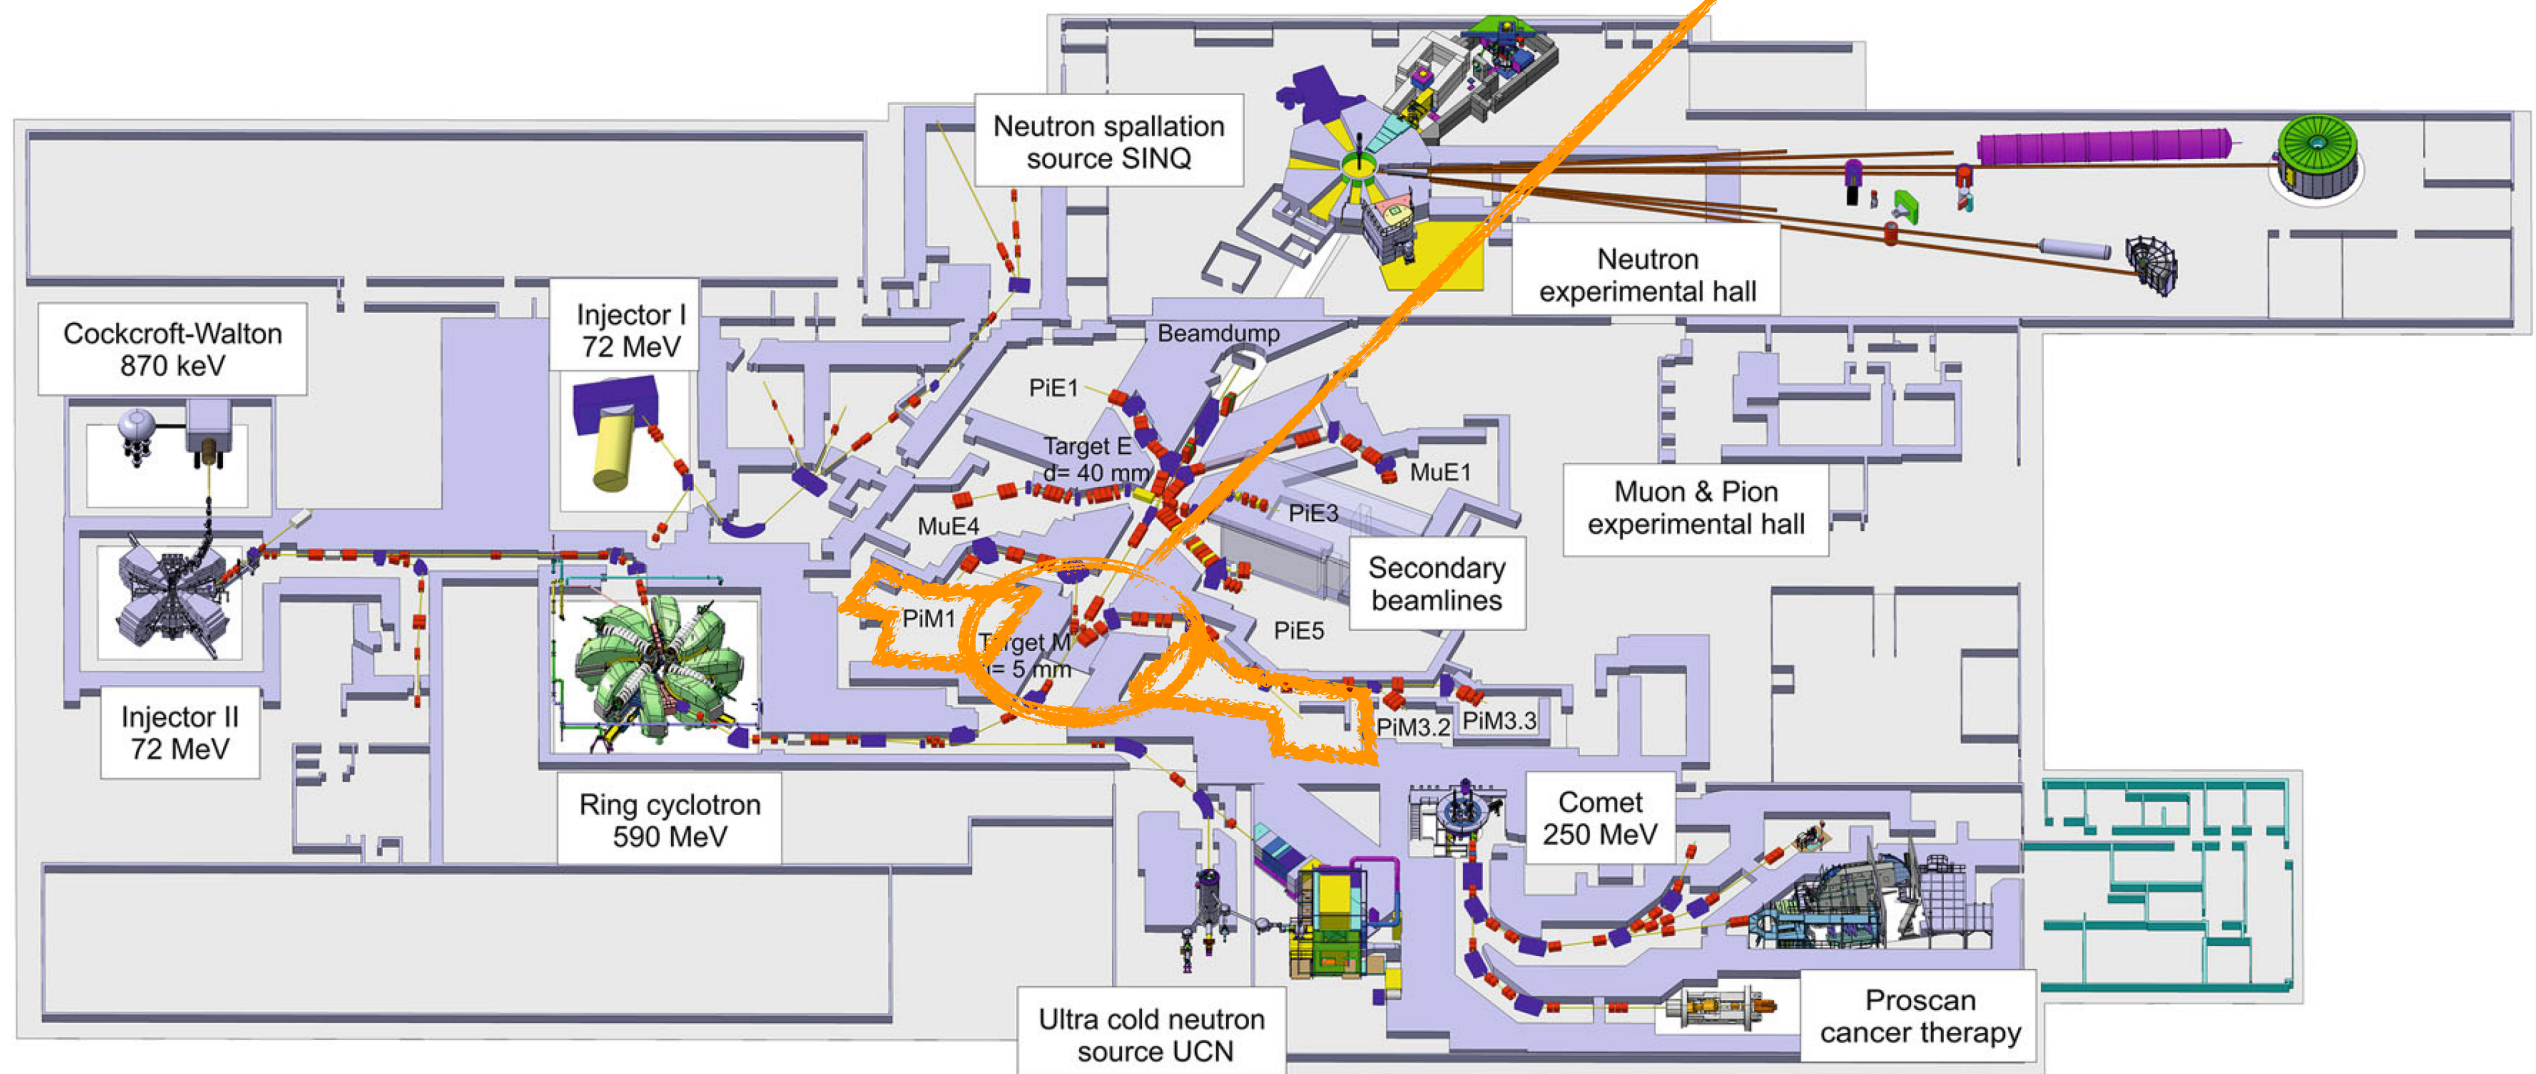 Neutron spallation
source SINQ
Neutron
experimental hall
Injector I
72 MeV
Cockcroft-Walton
870 keV
Beamdump
PiE1
Target E
d= 40 mm
MuE1
PiE3
MuE4
Muon & Pion
experimental hall
Secondary
beamlines
PiM1
PiE5
Target M
d= 5 mm
Injector II
72 MeV
PiM3.2
PiM3.3
Ring cyclotron
590 MeV
Comet
250 MeV
Ultra cold neutron
source UCN
Proscan
cancer therapy